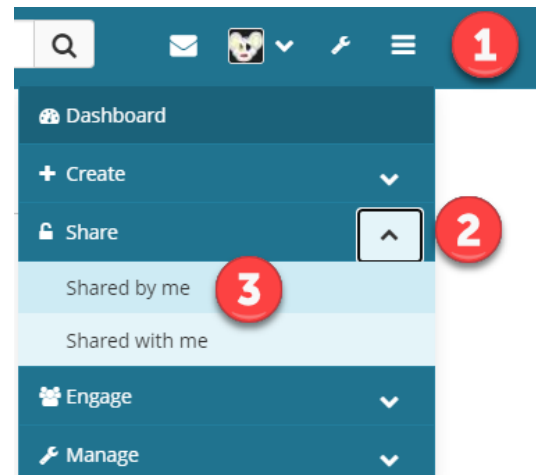 1
Dashboard
Create
Share
2
Shared by me
3
Shared with me
Engage
Manage